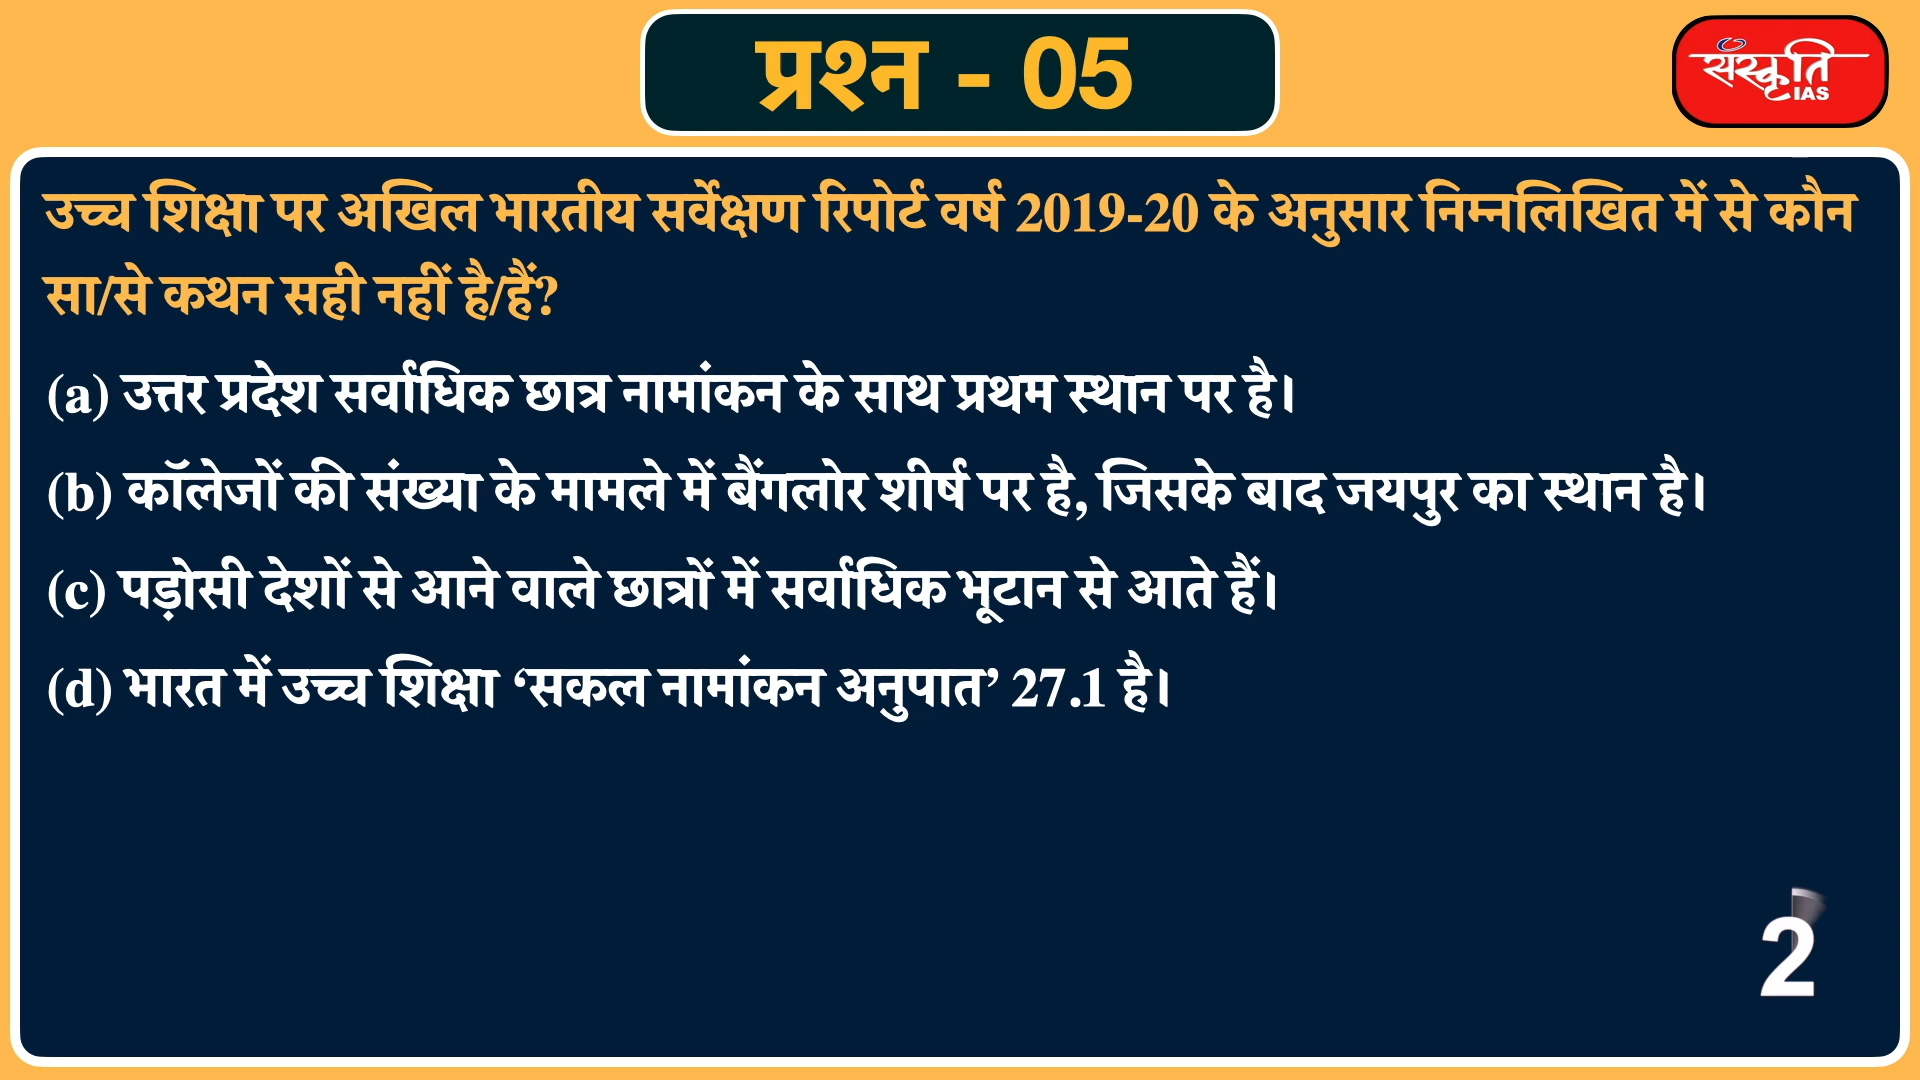 प्रश्न - 05
संस्कृति
IAS
उच्च शिक्षा पर अखिल भारतीय सर्वेक्षण रिपोर्ट वर्ष 2019-20 के अनुसार निम्नलिखित में से कौन
सा/से कथन सही नहीं है/हैं?
(a) उत्तर प्रदेश सर्वाधिक छात्र नामांकन के साथ प्रथम स्थान पर है।
(b) कॉलेजों की संख्या के मामले में बैंगलोर शीर्ष पर है, जिसके बाद जयपुर का स्थान है।
(c) पड़ोसी देशों से आने वाले छात्रों में सर्वाधिक भूटान से आते हैं।
(d) भारत में उच्च शिक्षा ‘सकल नामांकन अनुपात’ 27.1 है।
2